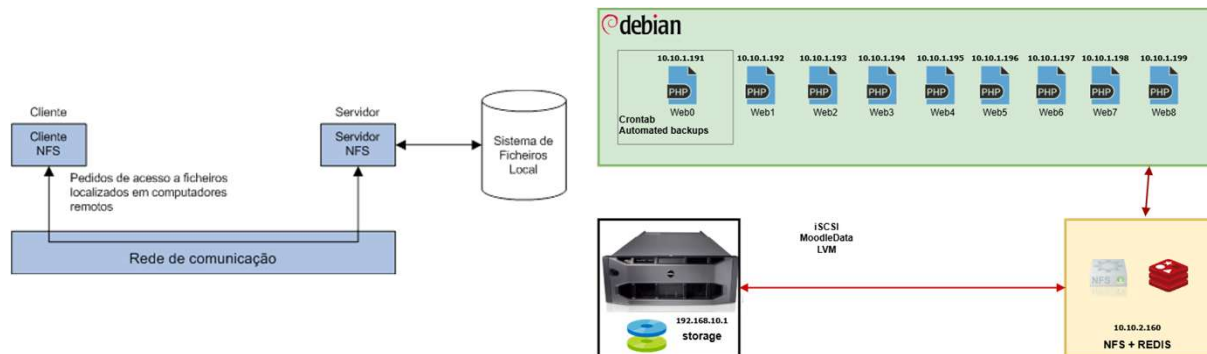 Cliente
Servidor
Cliente
NFS
Servidor
NFS
Sistema de
Ficheiros
Local
Pedidos de acesso a ficheiros
localizados em computadores
remotos
Rede de comunicação
debian
10.10.1.191
10.10.1.192
10.10.1.193
10.10.1.194
10.10.1.195
10.10.1.196
10.10.1.197
10.10.1.198
10.10.1.199
PHP
PHP
PHP
PHP
PHP
PHP
PHP
PHP
PHP
Web0
Web1
Web2
Web3
Web4
Web5
Web6
Web7
Web8
Crontab
Automated backups
iSCSI
MoodleData
LVM
192.168.10.1
storage
NFS
10.10.2.160
NFS + REDIS